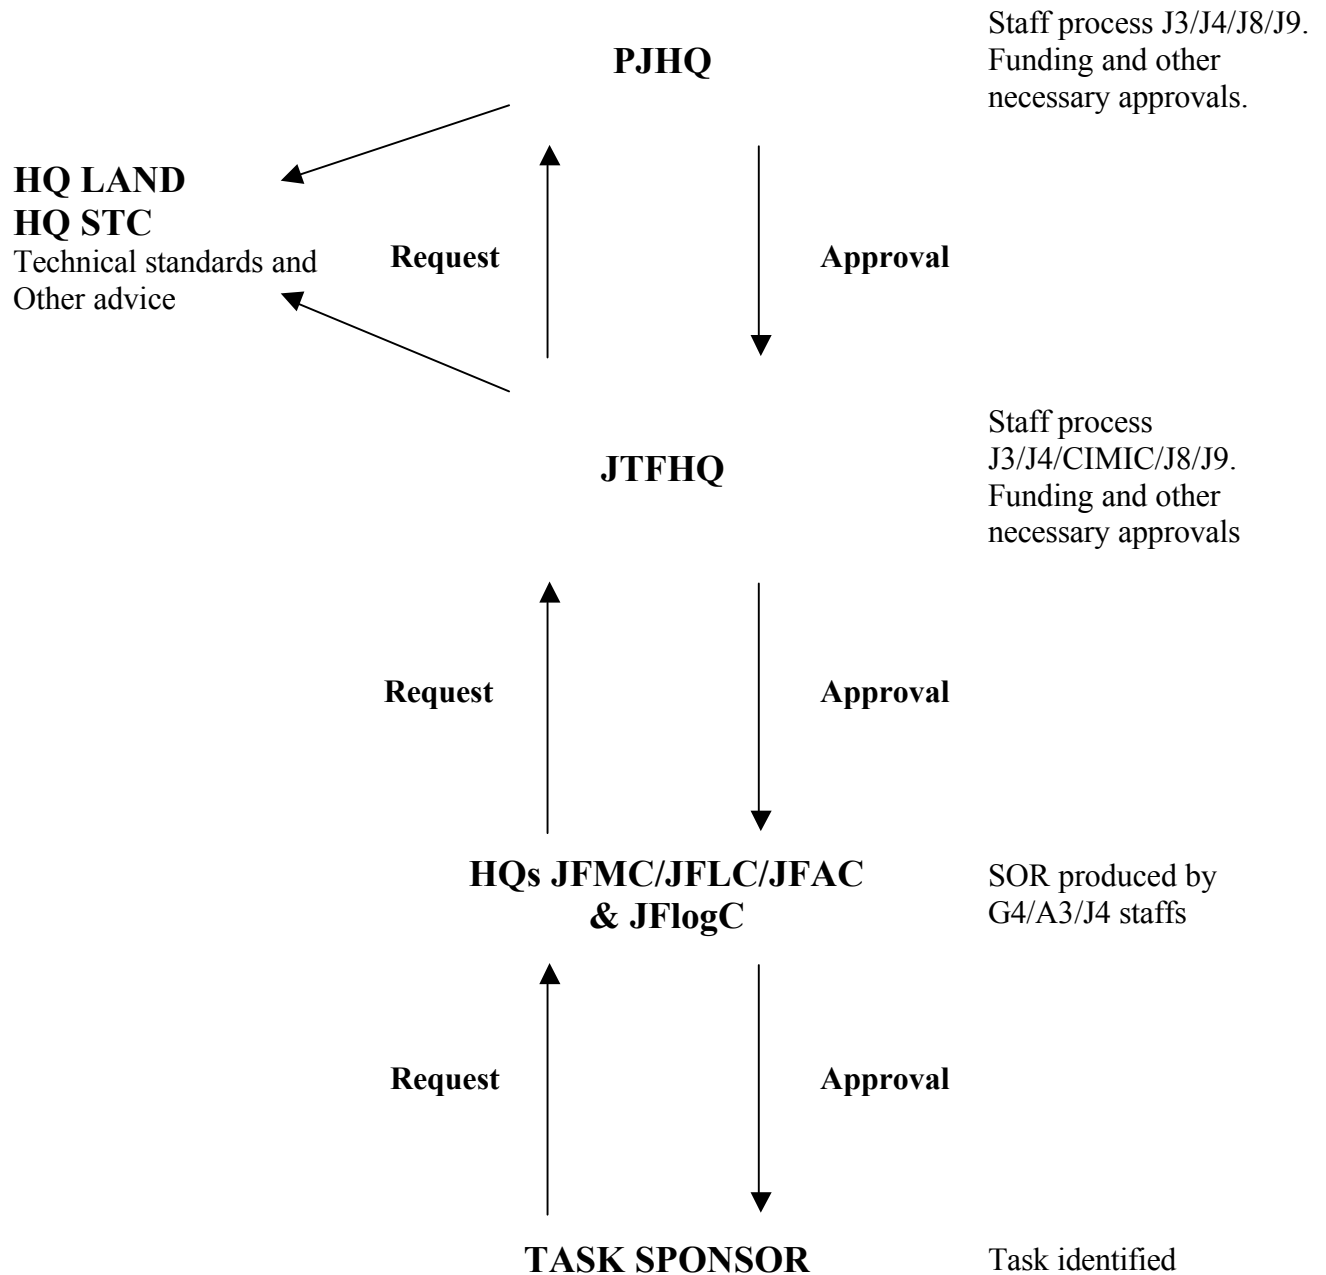 PJHQ
Staff process J3/J4/J8/J9.
Funding and other
necessary approvals.
HQ LAND
HQ STC
Technical standards and
Other advice
Request
Approval
JTFHQ
Staff process
J3/J4/CIMIC/J8/J9.
Funding and other
necessary approvals
Request
Approval
HQs JFMC/JFLC/JFAC
& JFlogC
SOR produced by
G4/A3/J4 staffs
Request
Approval
TASK SPONSOR
Task identified